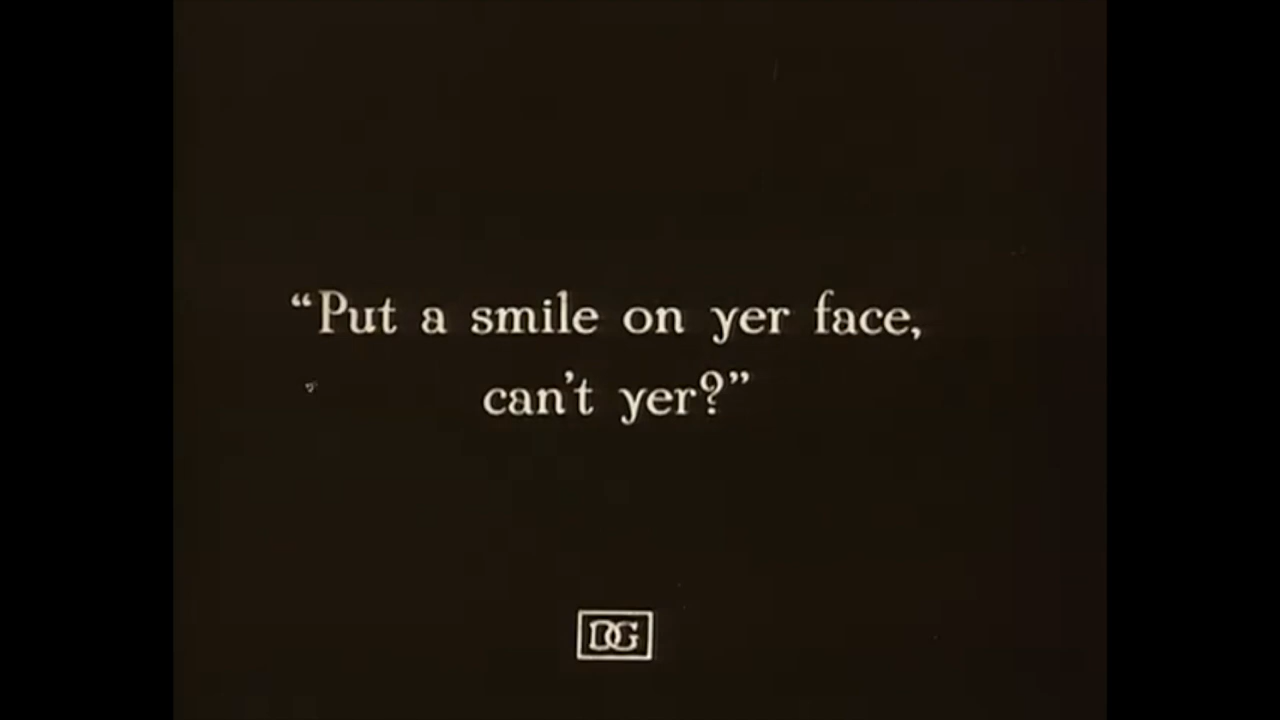 “Put a smile on yer face,
can't yer?”
DG